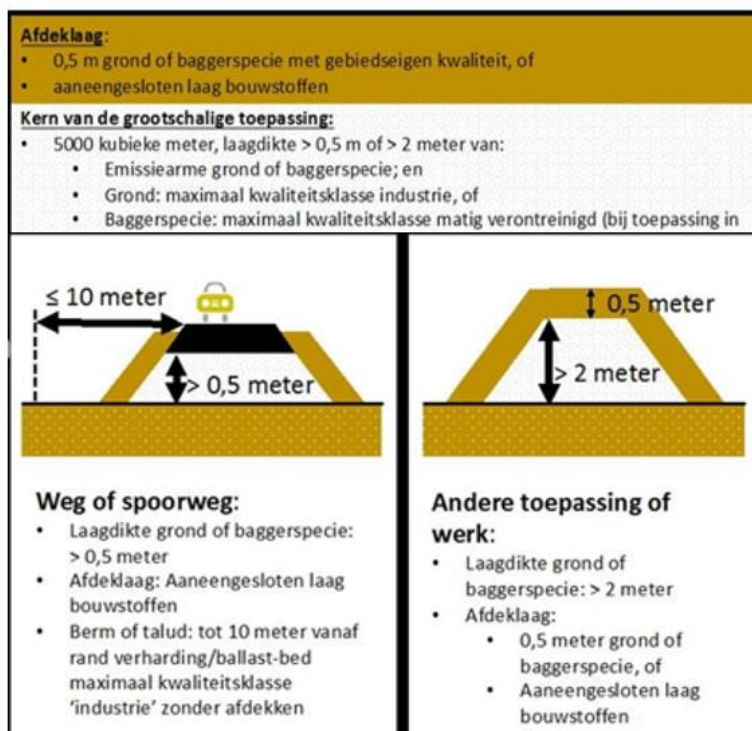 Afdeklaag:
• 0,5 m grond of baggerspecie met gebiedseigen kwaliteit, of
• aaneengesloten laag bouwstoffen
Kern van de grootschalige toepassing:
• 5000 kubieke meter, laagdikte > 0,5 m of > 2 meter van:
• Emissiearme grond of baggerspecie; en
• Grond: maximaal kwaliteitsklasse industrie, of
• Baggerspecie: maximaal kwaliteitsklasse matig verontreinigd (bij toepassing in
≤ 10 meter
> 0,5 meter
Weg of spoorweg:
• Laagdikte grond of baggerspecie:
> 0,5 meter
• Afdeklaag: Aaneengesloten laag
bouwstoffen
• Berm of talud: tot 10 meter vanaf
rand verharding/ballast-bed
maximaal kwaliteitsklasse
‘industrie’ zonder afdekken
0,5 meter
> 2 meter
Andere toepassing of
werk:
• Laagdikte grond of
baggerspecie: > 2 meter
• Afdeklaag:
• 0,5 meter grond of
baggerspecie, of
• Aaneengesloten laag
bouwstoffen